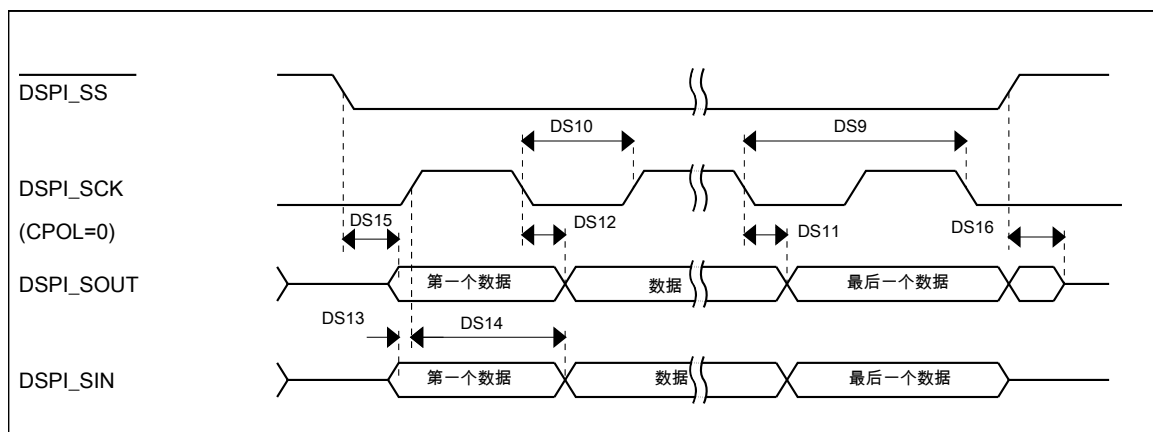 DSPI_SS
DS10
DS9
DSPI_SCK
(CPOL=0)
DS15
DS12
DS11
DS16
DSPI_SOUT
第一个数据
数据
最后一个数据
DS13
DS14
DSPI_SIN
第一个数据
数据
最后一个数据